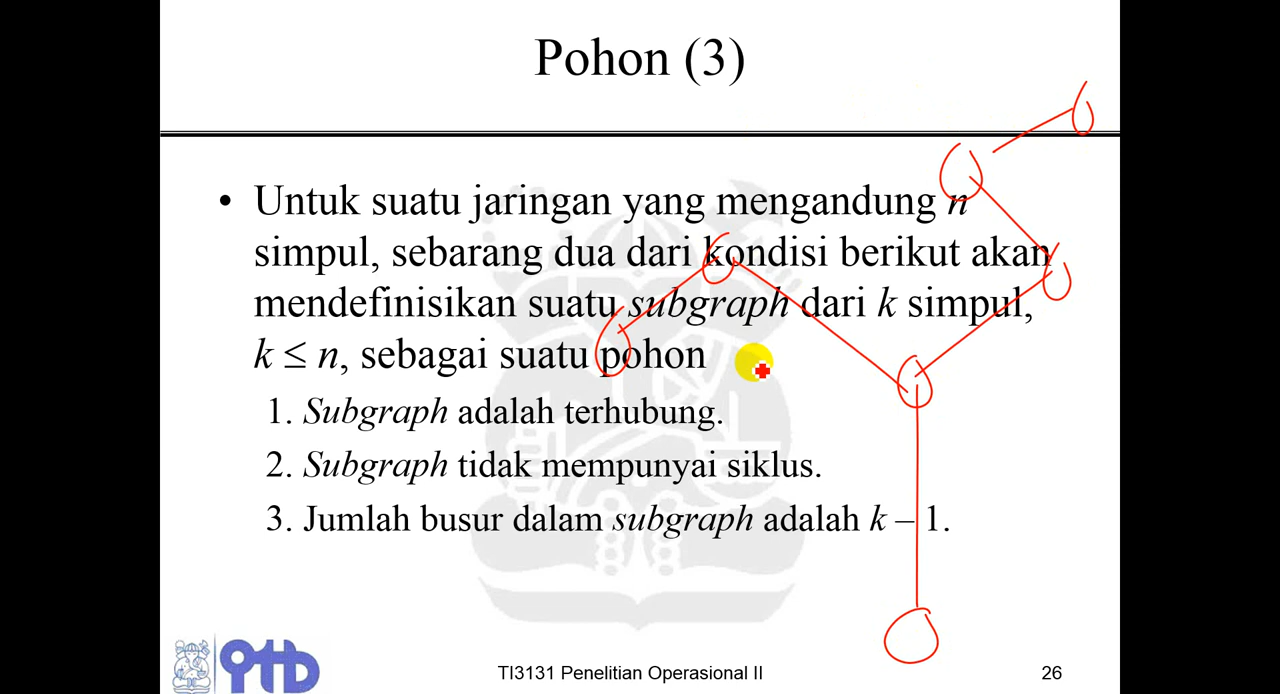 Pohon (3)
• Untuk suatu jaringan yang mengandung n
simpul, sebarang dua dari kondisi berikut akan
mendefinisikan suatu subgraph dari k simpul,
k ≤ n, sebagai suatu pohon
1. Subgraph adalah terhubung.
2. Subgraph tidak mempunyai siklus.
3. Jumlah busur dalam subgraph adalah k – 1.
itb
TI3131 Penelitian Operasional II
26